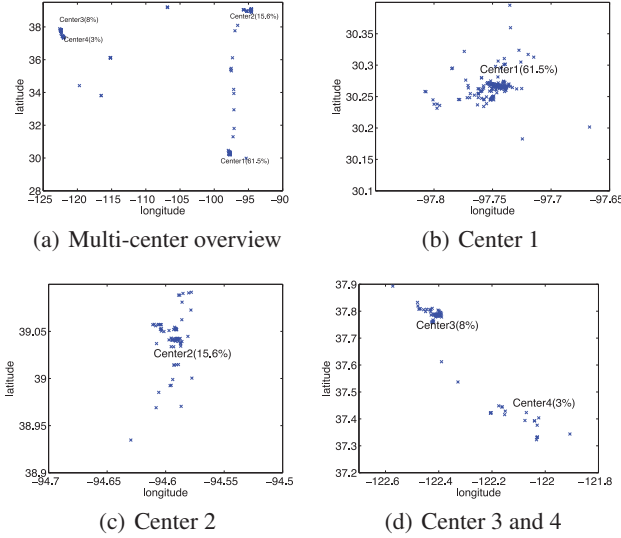 40
38
36
34
32
30
28
latitude
Center3(8%)
Center4(3%)
Center2(15.6%)
Center1(61.5%)
−125 −120 −115 −110 −105 −100 −95 −90
longitude
(a) Multi-center overview
30.35
30.3
30.25
30.2
30.15
30.1
latitude
Center1(61.5%)
−97.8 −97.75 −97.7 −97.65
longitude
(b) Center 1
39.05
39
38.95
38.9
latitude
Center2(15.6%)
−94.7 −94.65 −94.6 −94.55 −94.5
longitude
(c) Center 2
37.9
37.8
37.7
37.6
37.5
37.4
37.3
37.2
latitude
Center3(8%)
Center4(3%)
−122.6 −122.4 −122.2 −122 −121.8
longitude
(d) Center 3 and 4